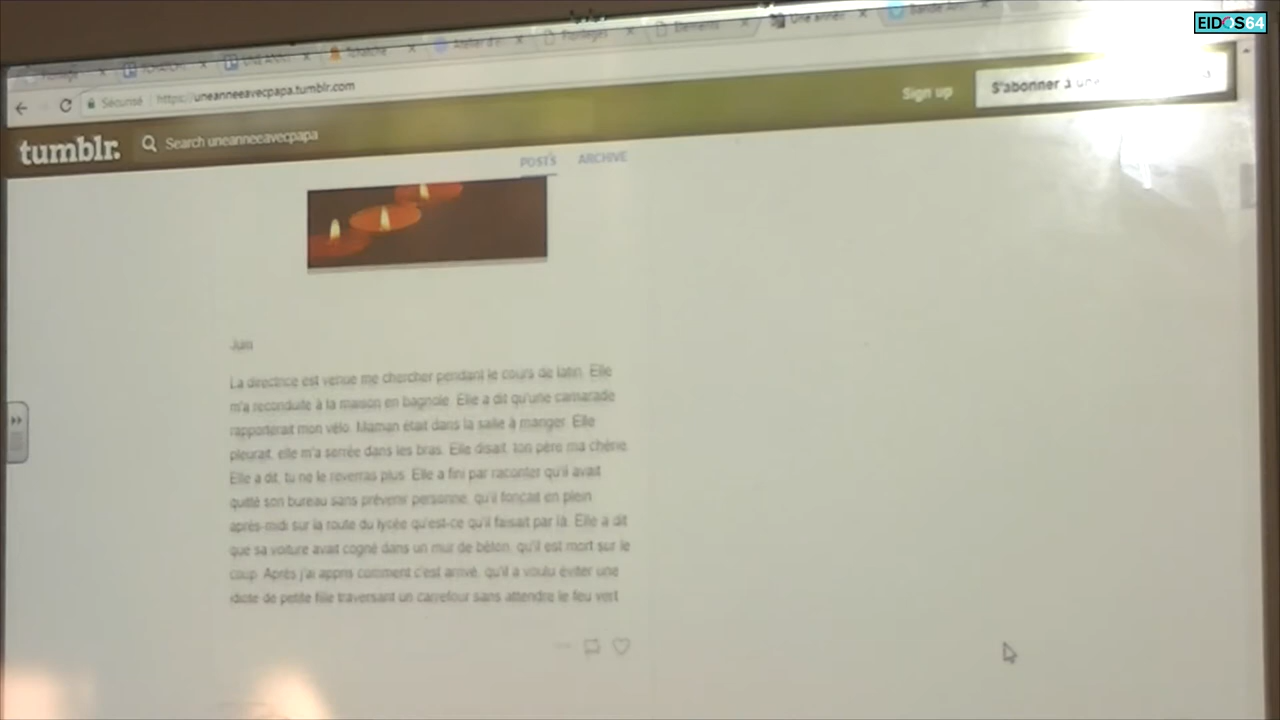 EIDOS64
Sécurisé https://uneanneeavecpapa.tumblr.com
Sign up
S'abonner à une
tumblr.
Search uneanneeavecpapa
POSTS ARCHIVE
Juin
La directrice est venue me chercher pendant le cours de latin. Elle
m'a reconduite à la maison en bagnole. Elle a dit qu'une camarade
rapporterait mon vélo. Maman était dans la salle à manger. Elle
pleurait, elle m'a serrée dans les bras. Elle disait, ton père ma chérie.
Elle a dit, tu ne le reverras plus. Elle a fini par raconter qu'il avait
quitté son bureau sans prévenir personne, qu'il fonçait en plein
après-midi sur la route du lycée qu'est-ce qu'il faisait par là. Elle a dit
que sa voiture avait cogné dans un mur de béton, qu'il est mort sur le
coup. Après j'ai appris comment c'est arrivé, qu'il a voulu éviter une
idiote de petite fille traversant un carrefour sans attendre le feu vert